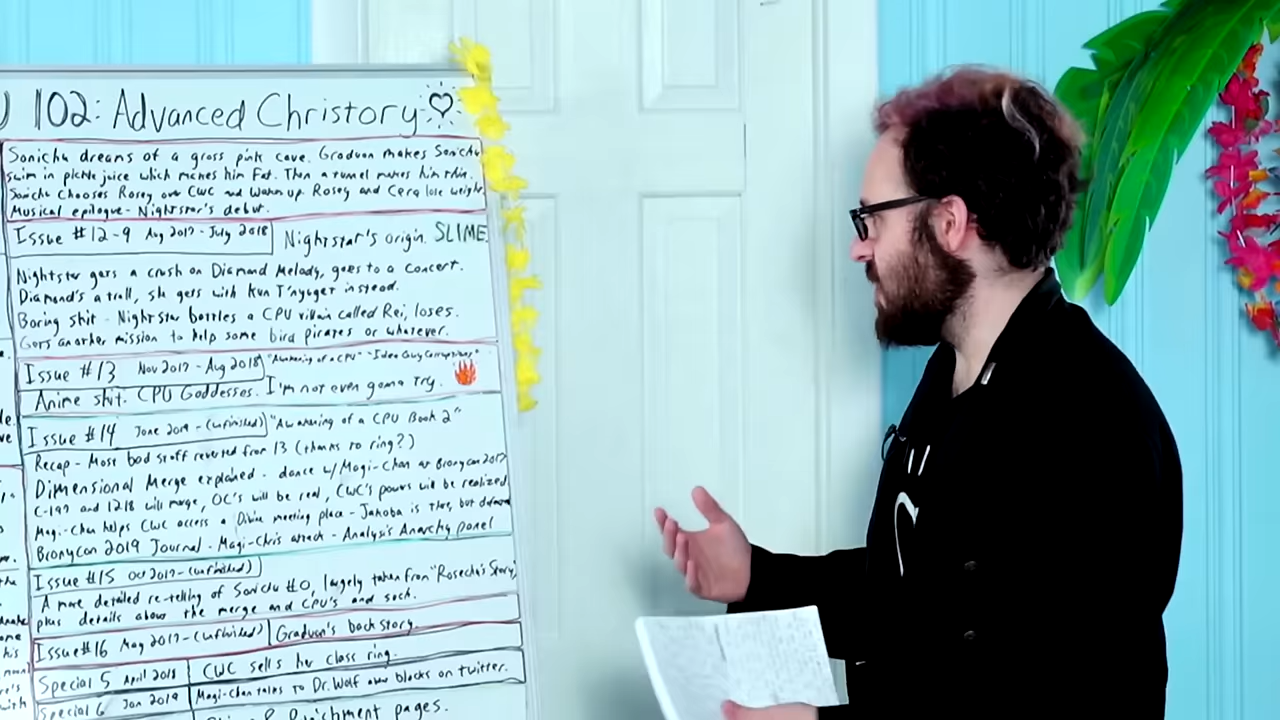 102: Advanced Christory
Sonichu dreams of a gross pink cave. Graduon makes Sonichu
swim in pickle juice which makes him Fat. Then a tunnel makes him thin.
Sonichu Chooses Rosey over CWC and Wakes up. Rosey and Cera lose weight.
Musical epilogue - Nightstar's debut.
Issue #12-9 Aug 2017 - July 2018 Nightstar's origin. SLIME.
Nightstar gets a crush on Diamond Melody, goes to a concert.
Diamond's a troll, she gets with Kun T'nyuget instead.
Boring shit - Nightstar battles a CPU villain called Rei, loses.
Gets another mission to help some bird pirates or whatever.
Issue #13 Nov 2017 - Aug 2018 "Awakening of a CPU" - "Idea Guy Corruptions"
Anime shit. CPU Goddesses. I'm not even gonna try.
Issue #14 June 2019 - (unfinished) "Awakening of a CPU Book 2"
Recap - Most bad stuff reverted from 13 (thanks to ring?)
Dimensional Merge explained - dance w/ Magi-Chan at Bronycon 2017
C-197 and 1218 will merge, OC's will be real, CWC's powers will be realized
Magi-Chan helps CWC access a Divine meeting place - Jakoba is there, but
Bronycon 2019 Journal - Magi-Chris attack - Analysis Anarchy panel
Issue #15 Oct 2017 - (unfinished)
A more detailed re-telling of Sonichu #0, largely taken from "Rosechu's Story,
plus details about the merge and CPU's and such.
Issue #16 May 2017 - (unfinished) Graduon's backstory.
Special 5 April 2018 CWC sells her class ring.
Special 6 Jan 2019 Magi-Chan talks to Dr. Wolf over blocks on twitter.
pages.